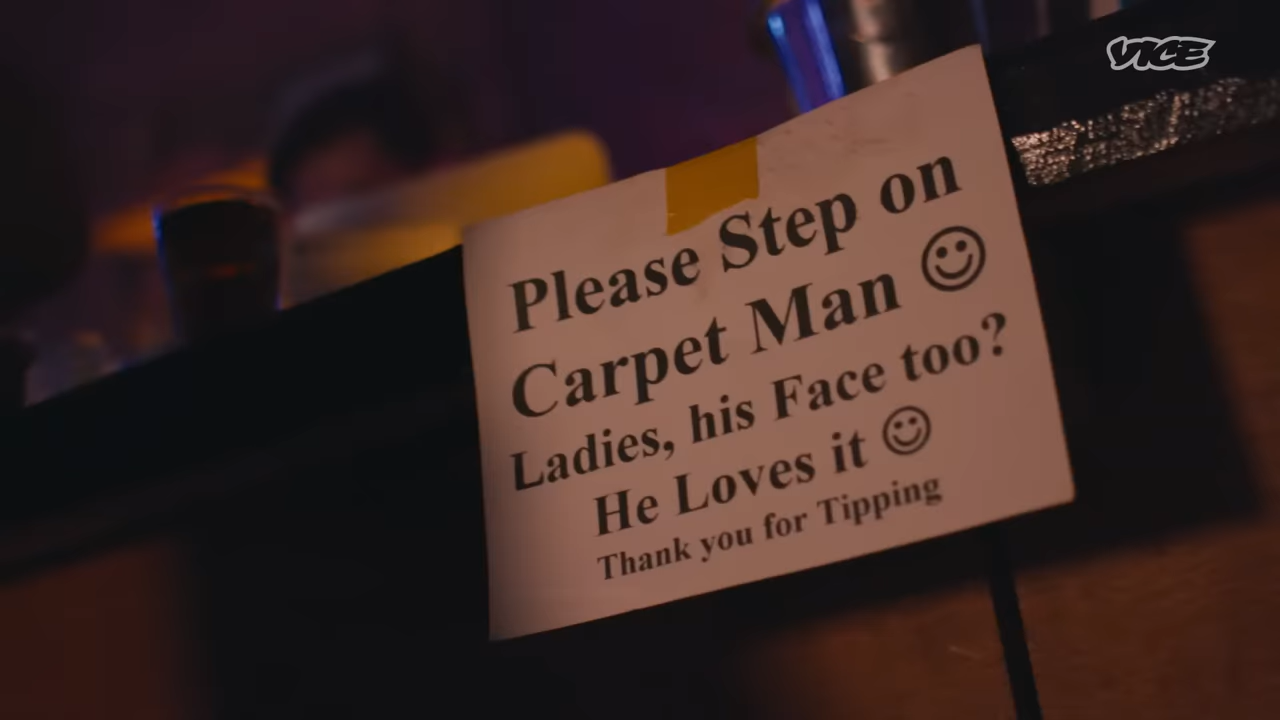 VICE
Please Step on
Carpet Man ☺
Ladies, his Face too?
He Loves it ☺
Thank you for Tipping